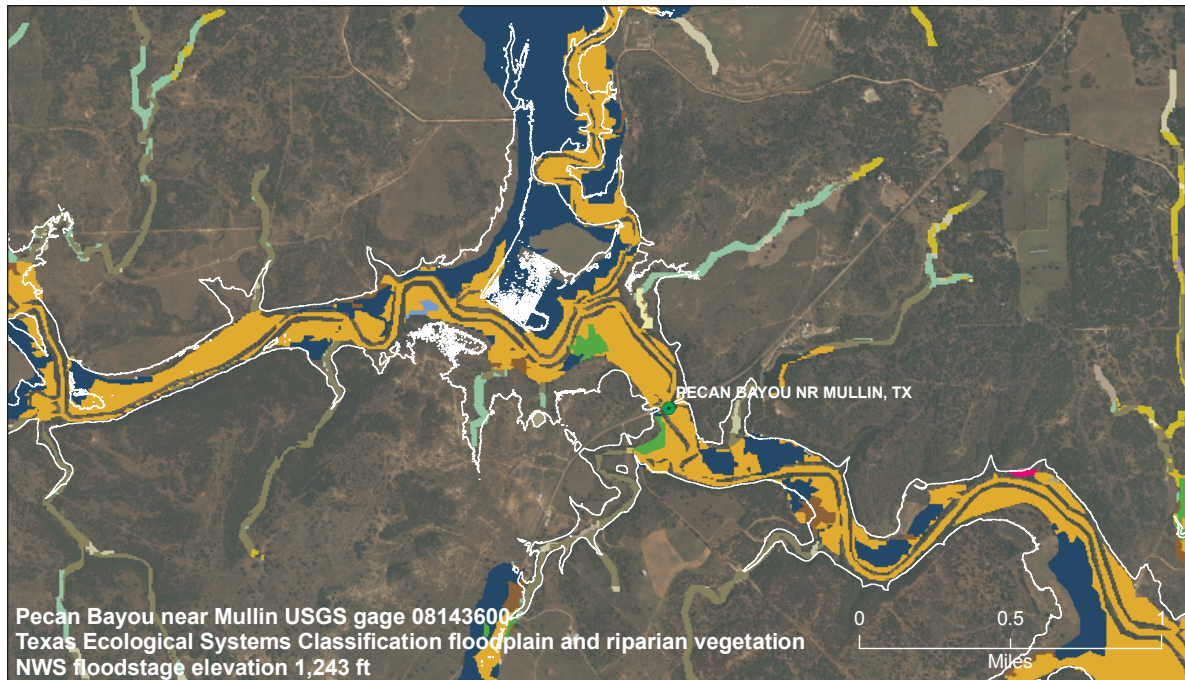 PECAN BAYOU NR MULLIN, TX
Pecan Bayou near Mullin USGS gage 08143600
Texas Ecological Systems Classification floodplain and riparian vegetation
NWS floodstage elevation 1,243 ft
0 0.5 1
Miles